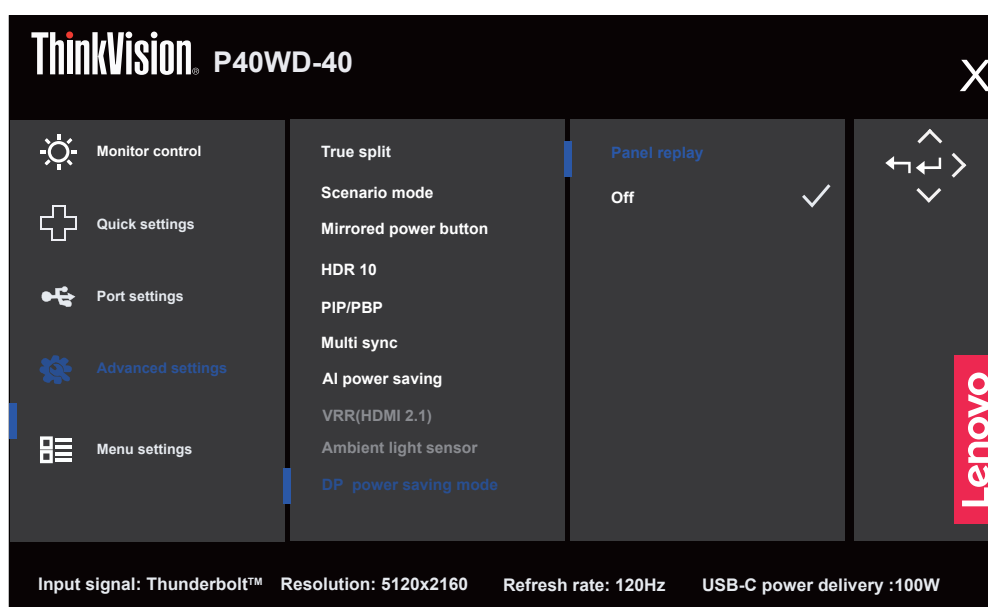 ThinkVision® P40WD-40
X
Monitor control
Quick settings
Port settings
Advanced settings
Menu settings
True split
Scenario mode
Mirrored power button
HDR 10
PIP/PBP
Multi sync
AI power saving
VRR(HDMI 2.1)
Ambient light sensor
DP power saving mode
Panel replay
Off
Lenovo
Input signal: Thunderbolt™ Resolution: 5120x2160 Refresh rate: 120Hz USB-C power delivery :100W